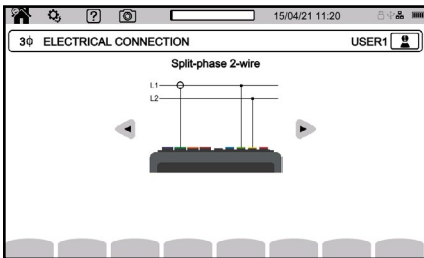 15/04/21 11:20
3ϕ ELECTRICAL CONNECTION USER1
Split-phase 2-wire
L1
L2